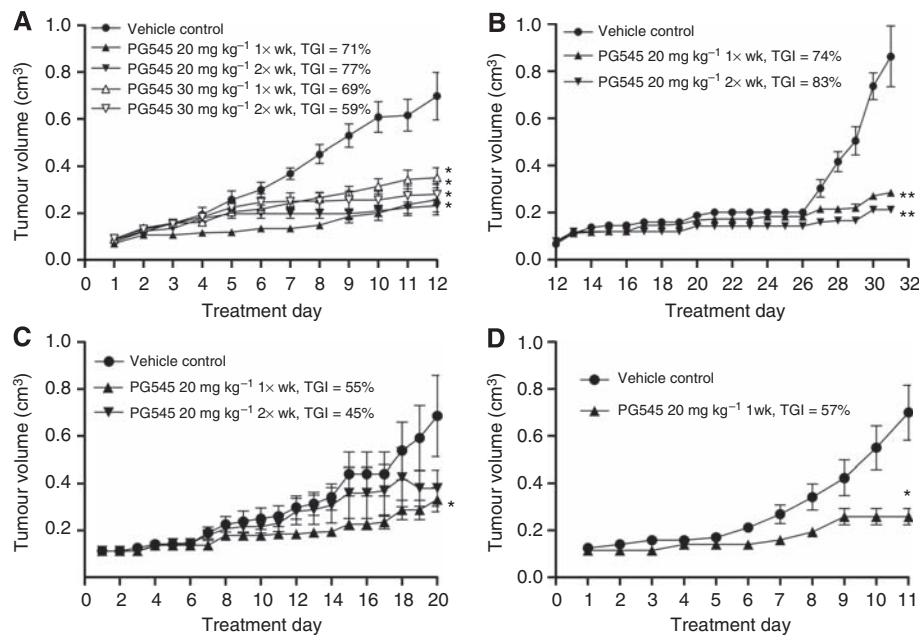 A
Vehicle control
PG545 20 mg kg⁻¹ 1× wk, TGI = 71%
PG545 20 mg kg⁻¹ 2× wk, TGI = 77%
PG545 30 mg kg⁻¹ 1× wk, TGI = 69%
PG545 30 mg kg⁻¹ 2× wk, TGI = 59%
Tumour volume (cm³)
1.0
0.8
0.6
0.4
0.2
0.0
*
*
*
*
0 1 2 3 4 5 6 7 8 9 10 11 12
Treatment day
B
Vehicle control
PG545 20 mg kg⁻¹ 1× wk, TGI = 74%
PG545 20 mg kg⁻¹ 2× wk, TGI = 83%
Tumour volume (cm³)
1.0
0.8
0.6
0.4
0.2
0.0
**
**
12 14 16 18 20 22 24 26 28 30 32
Treatment day
C
Vehicle control
PG545 20 mg kg⁻¹ 1× wk, TGI = 55%
PG545 20 mg kg⁻¹ 2× wk, TGI = 45%
Tumour volume (cm³)
1.0
0.8
0.6
0.4
0.2
*
0 2 4 6 8 10 12 14 16 18 20
Treatment day
D
Vehicle control
PG545 20 mg kg⁻¹ 1wk, TGI = 57%
Tumour volume (cm³)
1.0
0.8
0.6
0.4
0.2
0.0
*
0 1 2 3 4 5 6 7 8 9 10 11
Treatment day